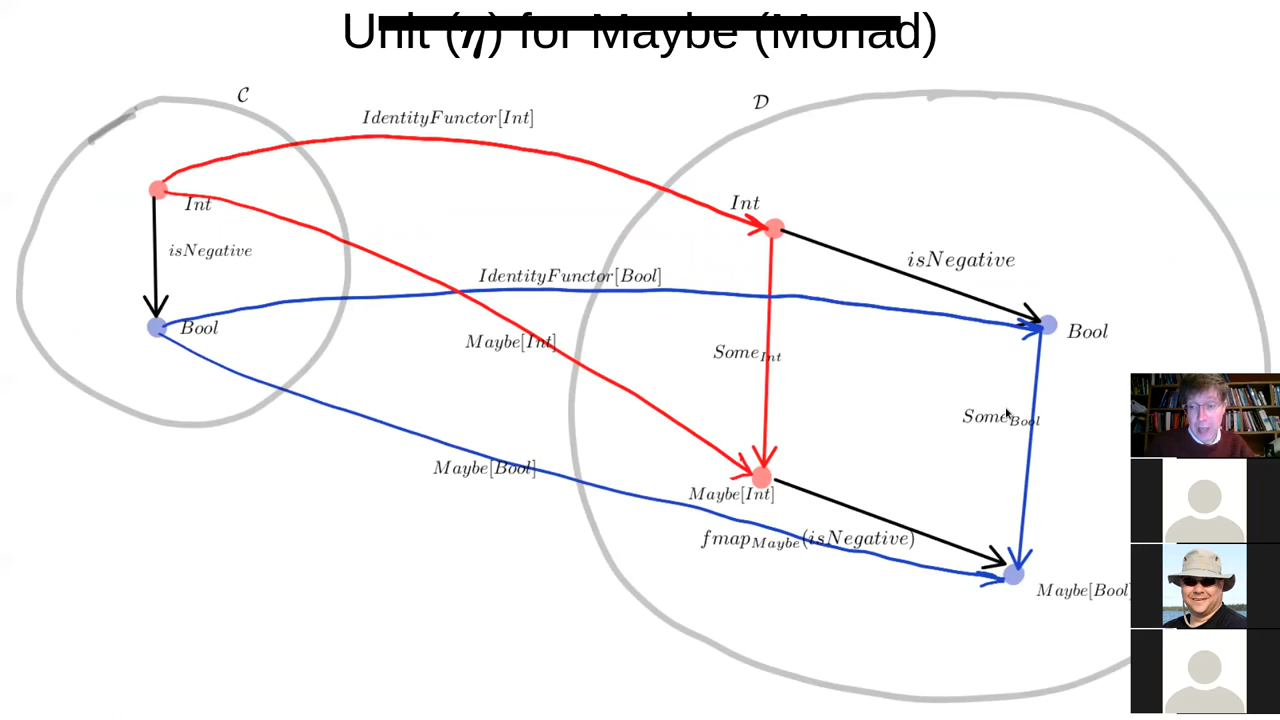 Unit (η) for Maybe (Monad)
C
D
IdentityFunctor[Int]
Int
Int
isNegative
isNegative
IdentityFunctor[Bool]
Bool
Bool
Maybe[Int]
Some_Int
Some_Bool
Maybe[Bool]
Maybe[Int]
fmap_Maybe(isNegative)
Maybe[Bool]